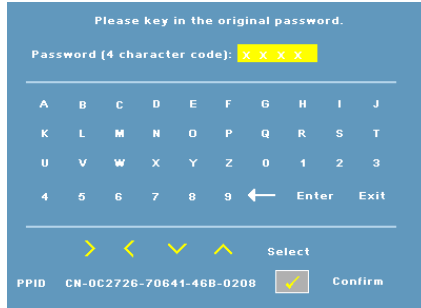 Please key in the original password.
Password (4 character code): X X X X
A B C D E F G H I J
K L M N O P Q R S T
U V W X Y Z 0 1 2 3
4 5 6 7 8 9 ← Enter Exit
Select
PPID CN-0C2726-70641-46B-0208 ✓ Confirm